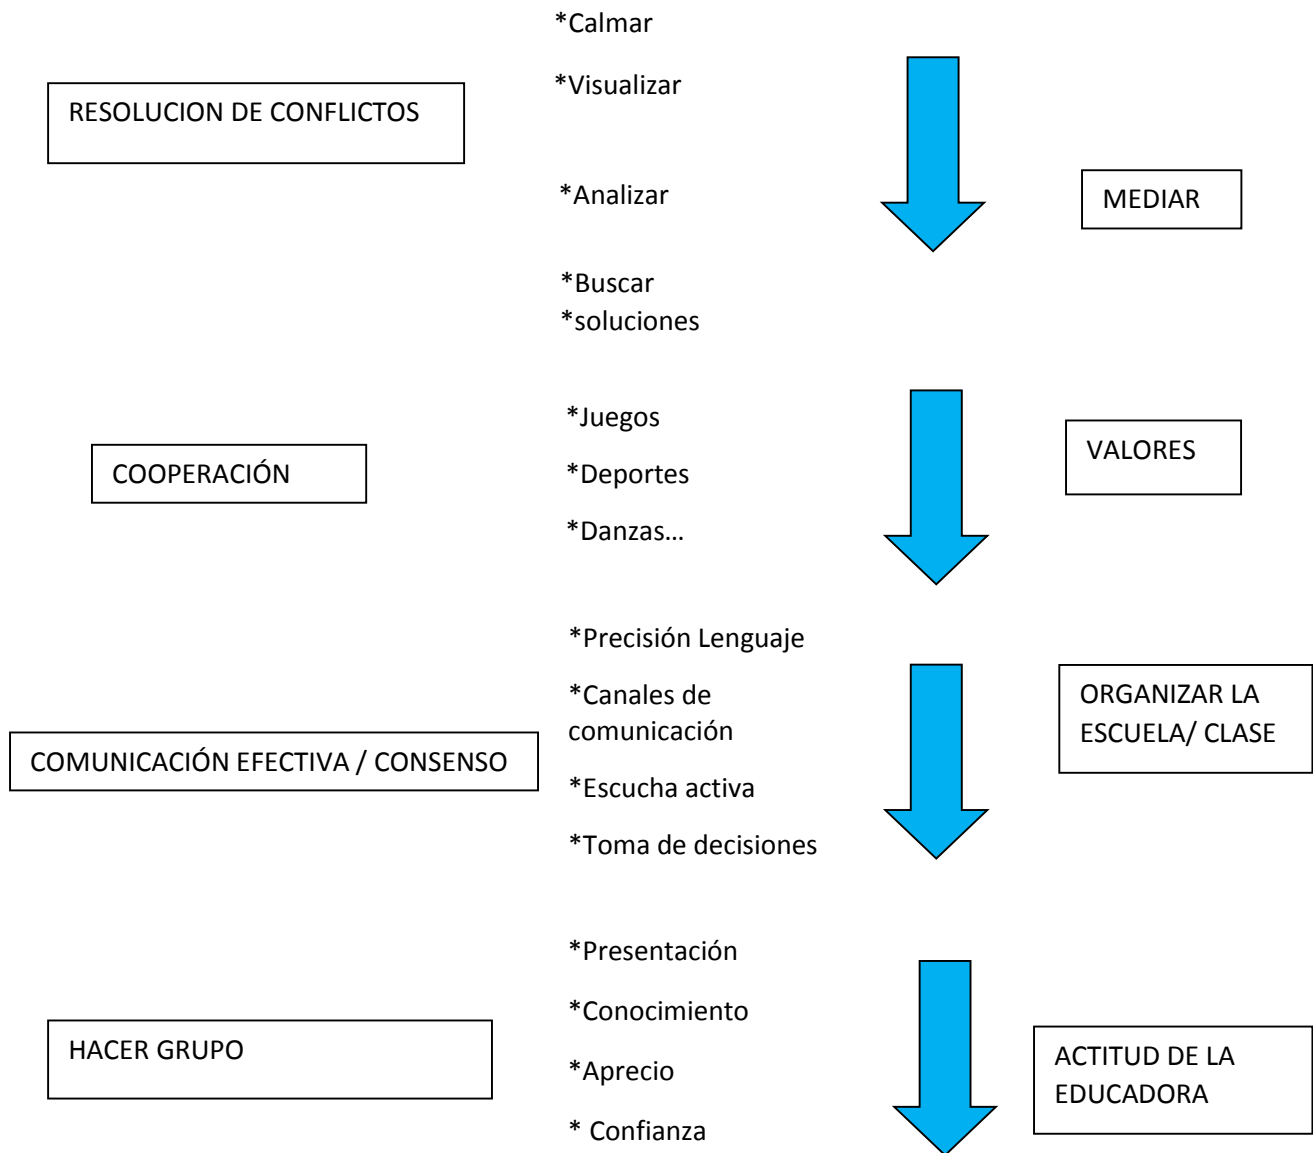 *Calmar
*Visualizar
RESOLUCION DE CONFLICTOS
*Analizar
MEDIAR
*Buscar
*soluciones
*Juegos
*Deportes
*Danzas...
COOPERACIÓN
VALORES
*Precisión Lenguaje
*Canales de
comunicación
*Escucha activa
*Toma de decisiones
COMUNICACIÓN EFECTIVA / CONSENSO
ORGANIZAR LA
ESCUELA/ CLASE
*Presentación
*Conocimiento
*Aprecio
* Confianza
HACER GRUPO
ACTITUD DE LA
EDUCADORA